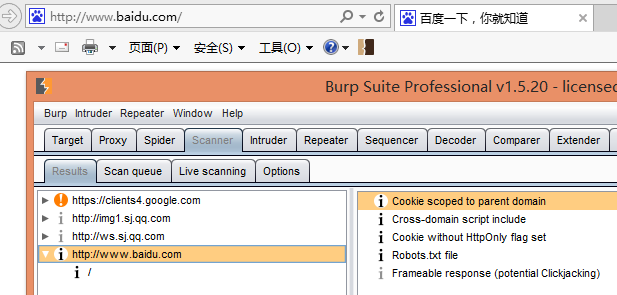 http://www.baidu.com/
百度一下，你就知道
页面(P) 安全(S) 工具(O)
Burp Suite Professional v1.5.20 - licensed
Burp Intruder Repeater Window Help
Target Proxy Spider Scanner Intruder Repeater Sequencer Decoder Comparer Extender
Results Scan queue Live scanning Options
https://clients4.google.com
http://img1.sj.qq.com
http://ws.sj.qq.com
http://www.baidu.com
/
Cookie scoped to parent domain
Cross-domain script include
Cookie without HttpOnly flag set
Robots.txt file
Frameable response (potential Clickjacking)